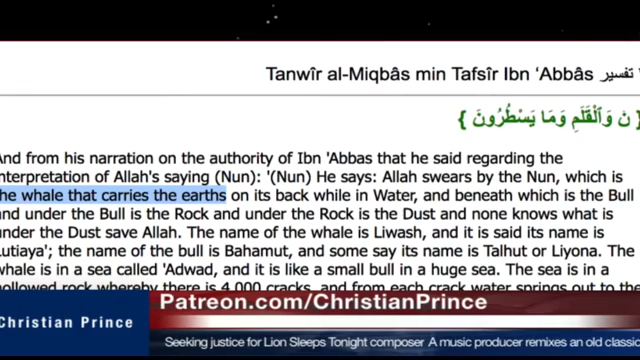 Tanwîr al-Miqbâs min Tafsîr Ibn 'Abbâs تفسير
{ نۤ وَٱلْقَلَمِ وَمَا يَسْطُرُونَ }
And from his narration on the authority of Ibn 'Abbas that he said regarding the
interpretation of Allah's saying (Nun): '(Nun) He says: Allah swears by the Nun, which is
the whale that carries the earths on its back while in Water, and beneath which is the Bull
and under the Bull is the Rock and under the Rock is the Dust and none knows what is
under the Dust save Allah. The name of the whale is Liwash, and it is said its name is
Lutiaya'; the name of the bull is Bahamut, and some say its name is Talhut or Liyona. The
whale is in a sea called 'Adwad, and it is like a small bull in a huge sea. The sea is in a
hollowed rock whereby there is 4,000 cracks, and from each crack water springs out to the
Patreon.com/ChristianPrince
Christian Prince
Seeking justice for Lion Sleeps Tonight composer A music producer remixes an old classic